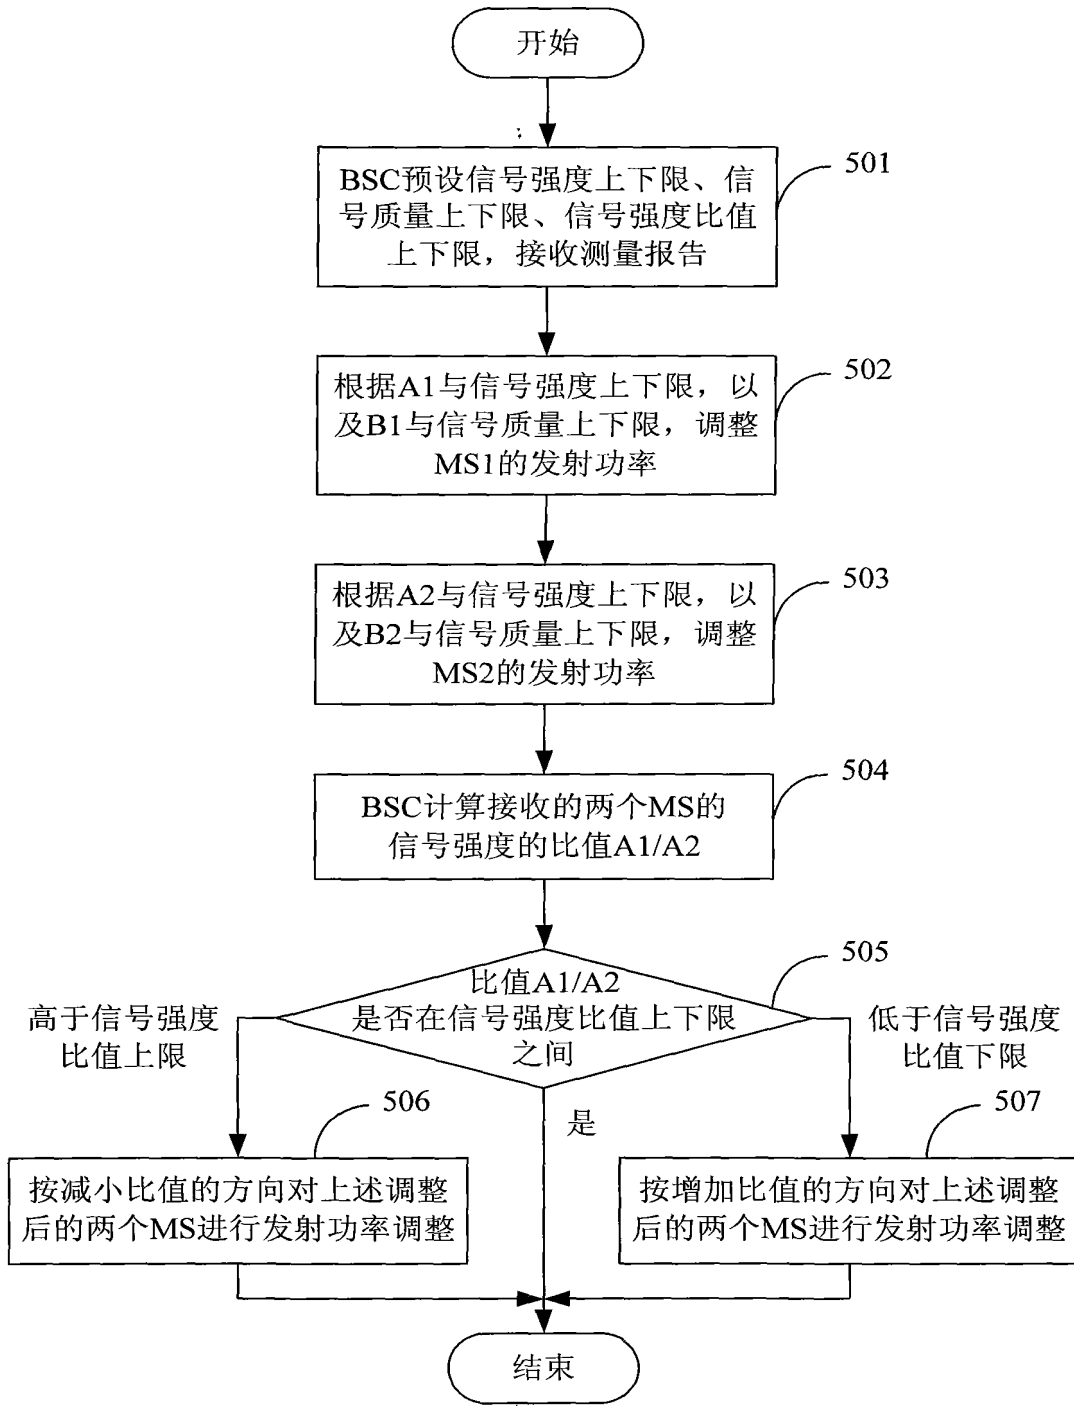 开始
501
BSC预设信号强度上下限、信
号质量上下限、信号强度比值
上下限，接收测量报告
502
根据A1与信号强度上下限，以
及B1与信号质量上下限，调整
MS1的发射功率
503
根据A2与信号强度上下限，以
及B2与信号质量上下限，调整
MS2的发射功率
504
BSC计算接收的两个MS的
信号强度的比值A1/A2
505
比值A1/A2
是否在信号强度比值上下限
之间
高于信号强度
比值上限
低于信号强度
比值下限
是
506
按减小比值的方向对上述调整
后的两个MS进行发射功率调整
507
按增加比值的方向对上述调整
后的两个MS进行发射功率调整
结束